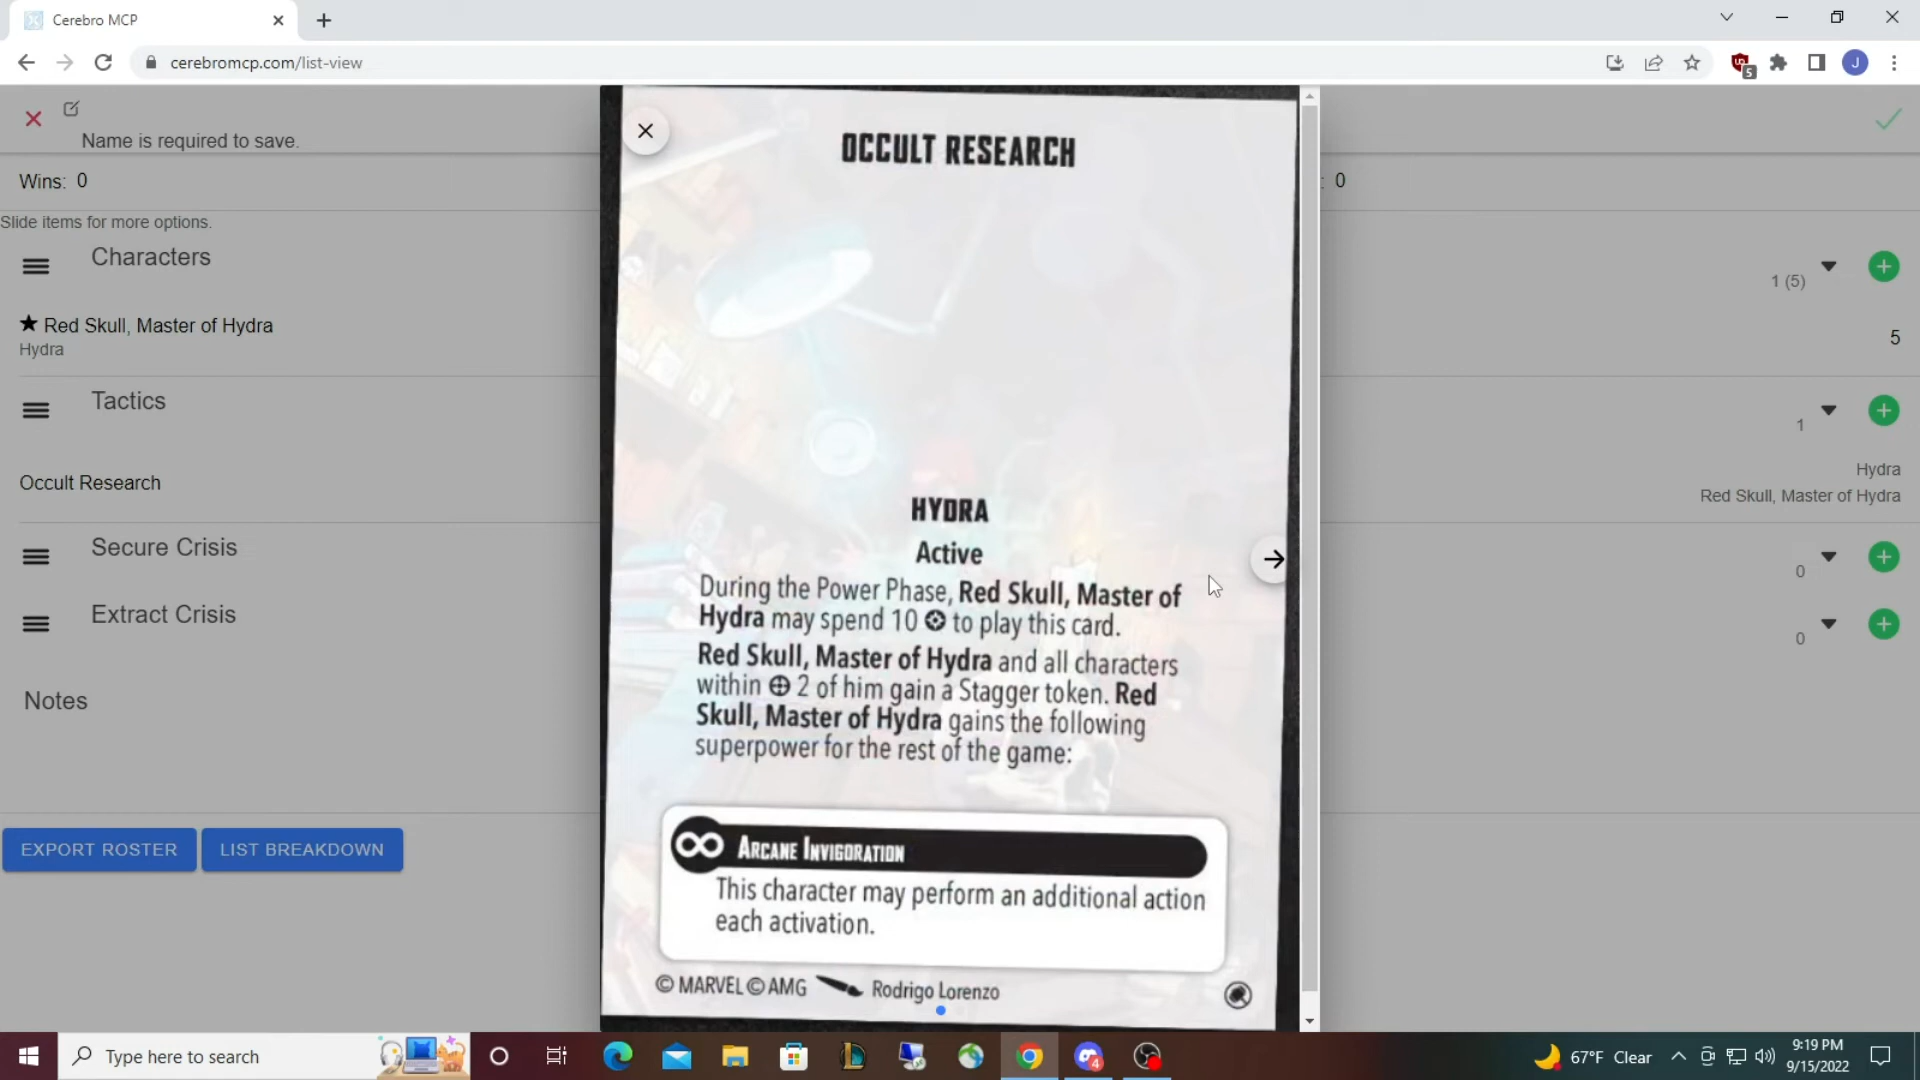 Cerebro MCP
cerebromcp.com/list-view
5
J
Name is required to save.
Wins: 0
: 0
Slide items for more options.
Characters
1 (5)
★ Red Skull, Master of Hydra
Hydra
5
Tactics
1
Occult Research
Hydra
Red Skull, Master of Hydra
Secure Crisis
0
Extract Crisis
0
Notes
EXPORT ROSTER
LIST BREAKDOWN
OCCULT RESEARCH
HYDRA
Active
During the Power Phase, Red Skull, Master of
Hydra may spend 10 to play this card.
Red Skull, Master of Hydra and all characters
within 2 of him gain a Stagger token. Red
Skull, Master of Hydra gains the following
superpower for the rest of the game:
ARCANE INVIGORATION
This character may perform an additional action
each activation.
© MARVEL © AMG Rodrigo Lorenzo
Type here to search
4
67°F Clear
9:19 PM
9/15/2022